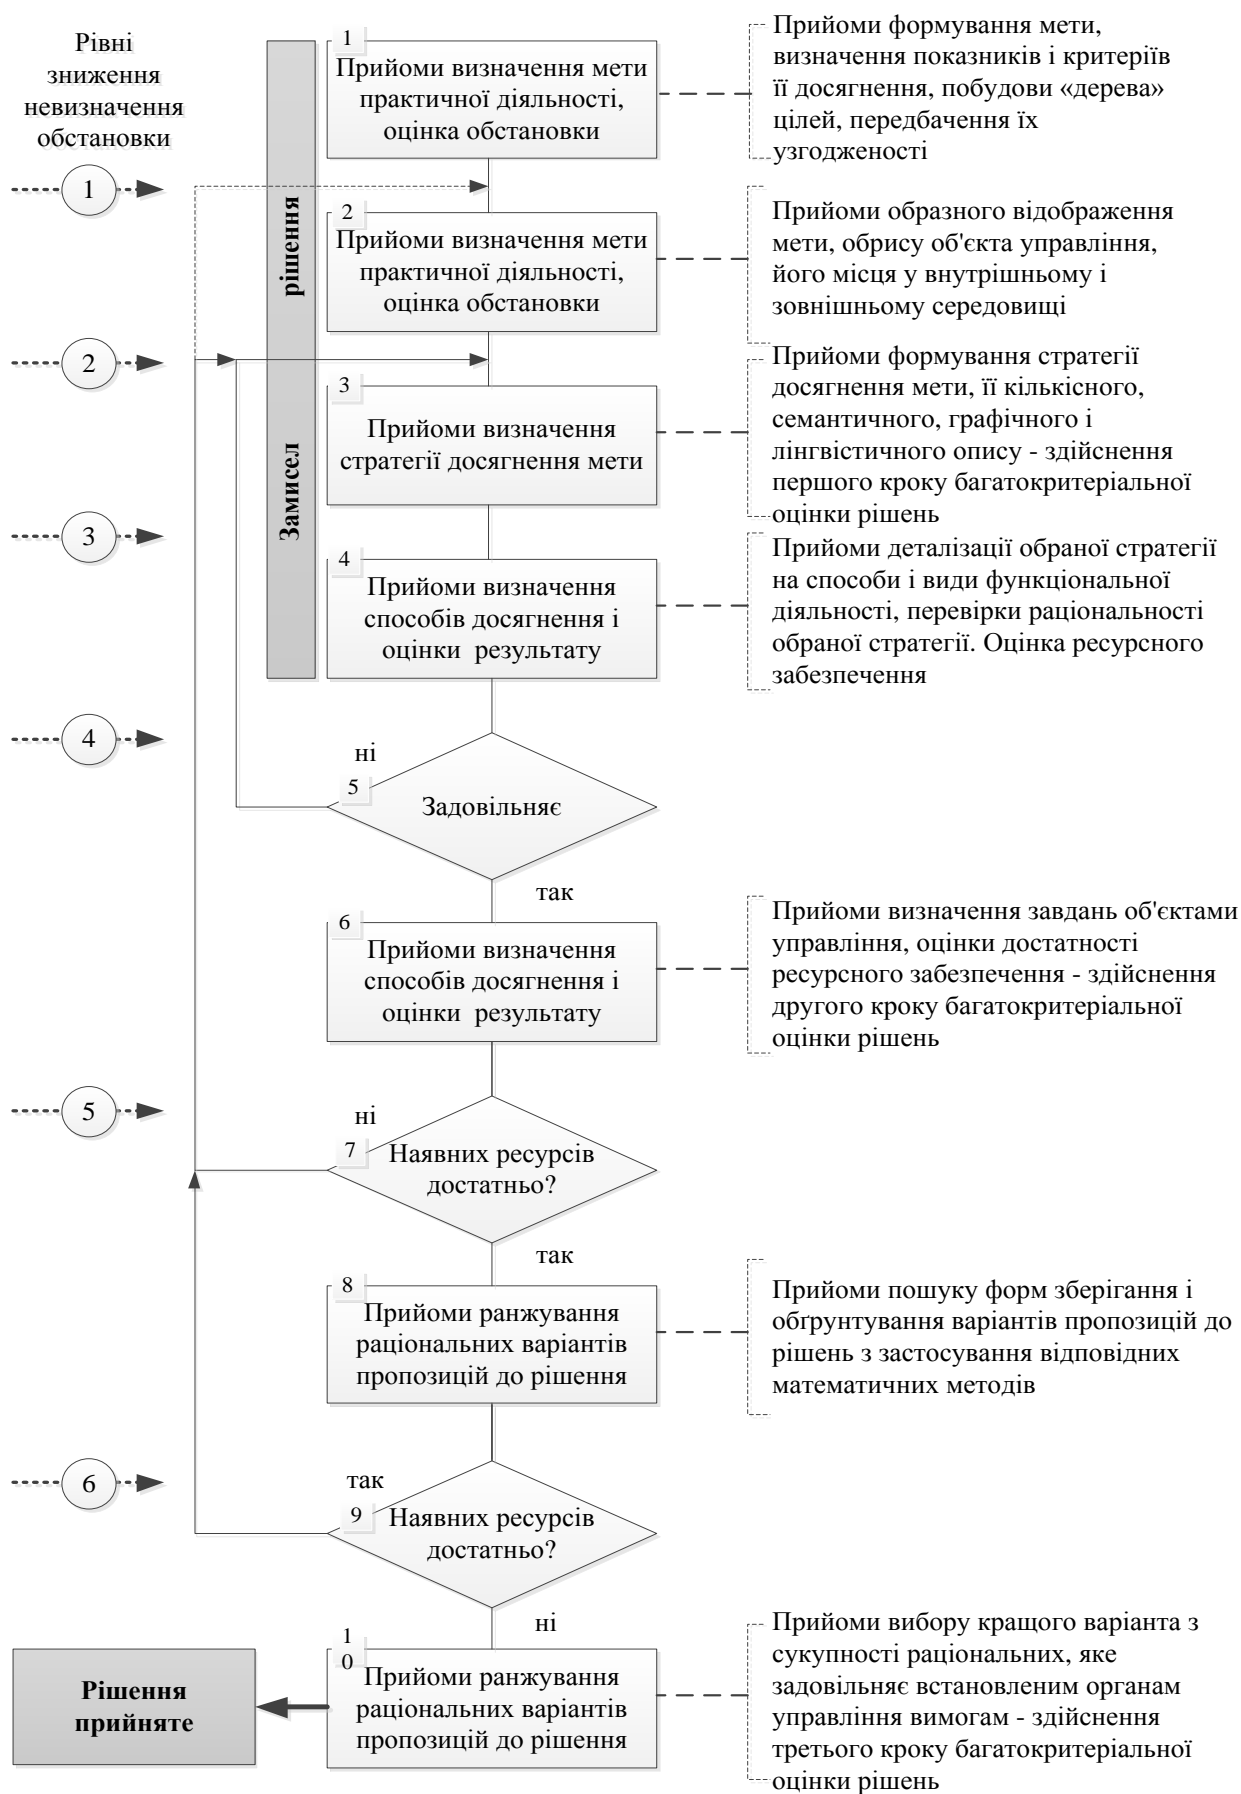 Рівні
зниження
невизначення
обстановки
1
2
3
4
5
6
рішення
Замисел
1
Прийоми визначення мети
практичної діяльності,
оцінка обстановки
Прийоми формування мети,
визначення показників і критеріїв
її досягнення, побудови «дерева»
цілей, передбачення їх
узгодженості
2
Прийоми визначення мети
практичної діяльності,
оцінка обстановки
Прийоми образного відображення
мети, обрису об'єкта управління,
його місця у внутрішньому і
зовнішньому середовищі
3
Прийоми визначення
стратегії досягнення мети
Прийоми формування стратегії
досягнення мети, її кількісного,
семантичного, графічного і
лінгвістичного опису - здійснення
першого кроку багатокритеріальної
оцінки рішень
4
Прийоми визначення
способів досягнення і
оцінки результату
Прийоми деталізації обраної стратегії
на способи і види функціональної
діяльності, перевірки раціональності
обраної стратегії. Оцінка ресурсного
забезпечення
ні
5
Задовільняє
так
6
Прийоми визначення
способів досягнення і
оцінки результату
Прийоми визначення завдань об'єктами
управління, оцінки достатності
ресурсного забезпечення - здійснення
другого кроку багатокритеріальної
оцінки рішень
ні
7
Наявних ресурсів
достатньо?
так
8
Прийоми ранжування
раціональних варіантів
пропозицій до рішення
Прийоми пошуку форм зберігання і
обґрунтування варіантів пропозицій до
рішень з застосування відповідних
математичних методів
так
9
Наявних ресурсів
достатньо?
ні
1
0
Прийоми ранжування
раціональних варіантів
пропозицій до рішення
Прийоми вибору кращого варіанта з
сукупності раціональних, яке
задовільняє встановленим органам
управління вимогам - здійснення
третього кроку багатокритеріальної
оцінки рішень
Рішення
прийняте